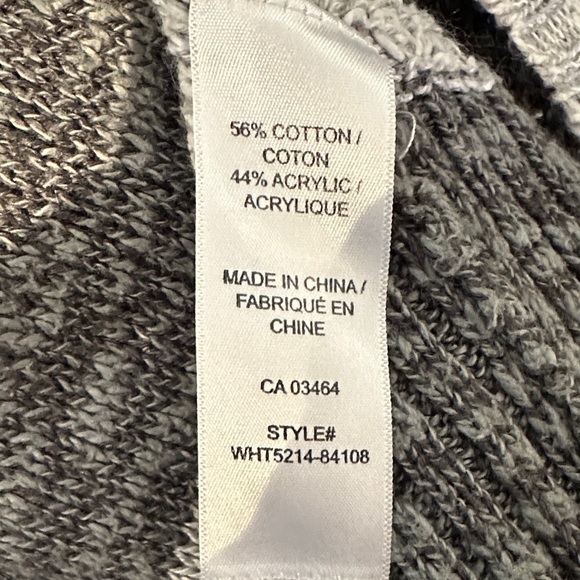 56% COTTON /
COTON
44% ACRYLIC /
ACRYLIQUE
MADE IN CHINA /
FABRIQUÉ EN
CHINE
CA 03464
STYLE#
WHT5214-84108